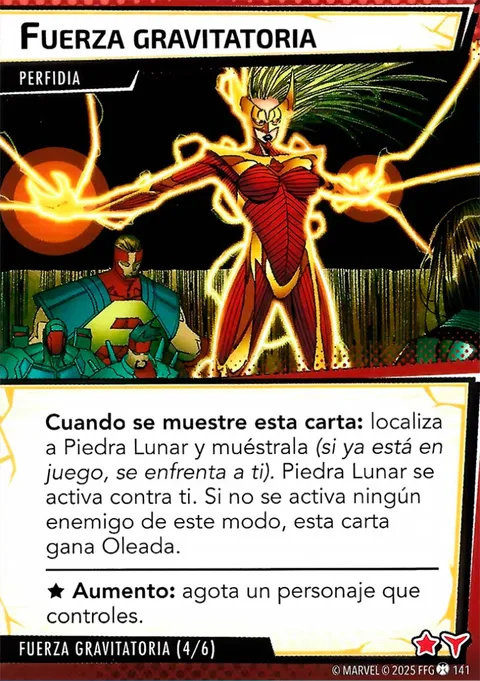 FUERZA GRAVITATORIA
PERFIDIA
Cuando se muestre esta carta: localiza
a Piedra Lunar y muéstrala (si ya está en
juego, se enfrenta a ti). Piedra Lunar se
activa contra ti. Si no se activa ningún
enemigo de este modo, esta carta
gana Oleada.
★ Aumento: agota un personaje que
controles.
FUERZA GRAVITATORIA (4/6)
© MARVEL © 2025 FFG 141